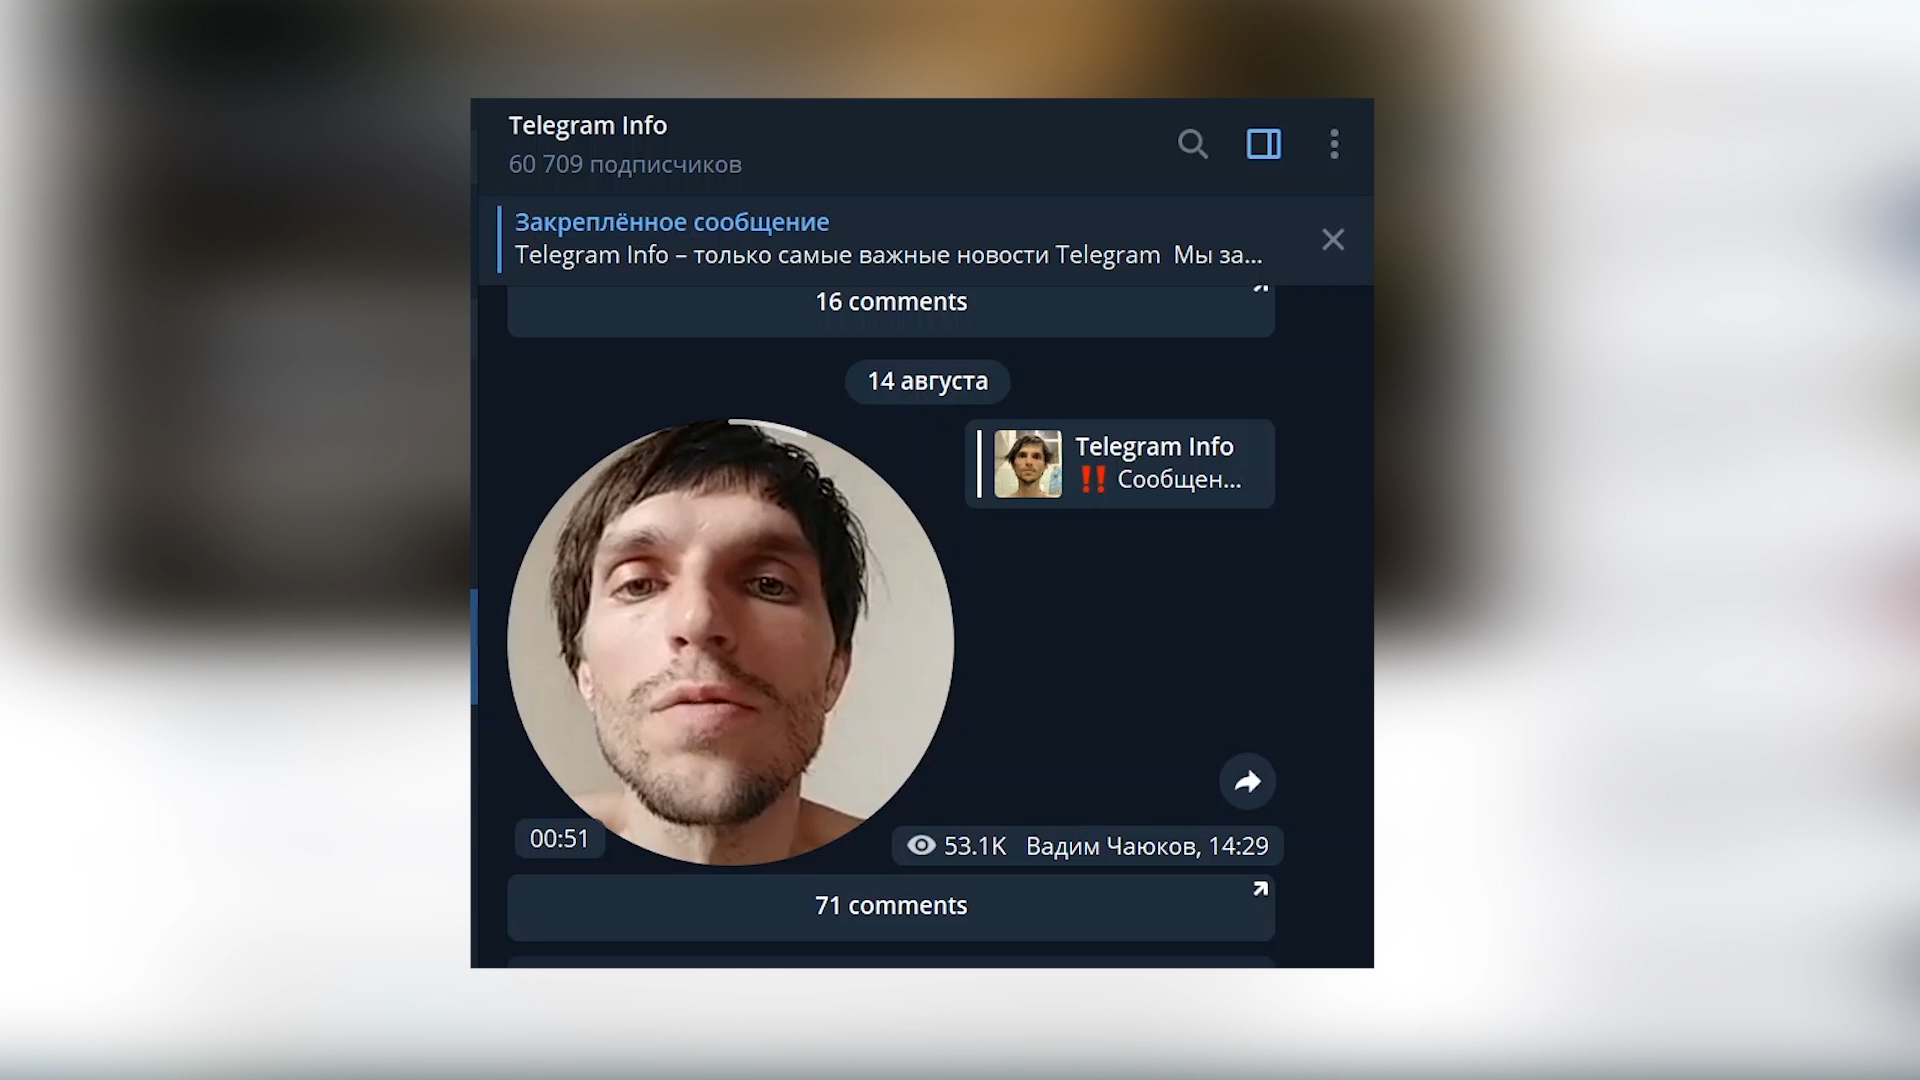 Telegram Info
60 709 подписчиков
Закреплённое сообщение
Telegram Info – только самые важные новости Telegram Мы за...
16 comments
14 августа
Telegram Info
‼️ Сообщен...
00:51
53.1K Вадим Чаюков, 14:29
71 comments